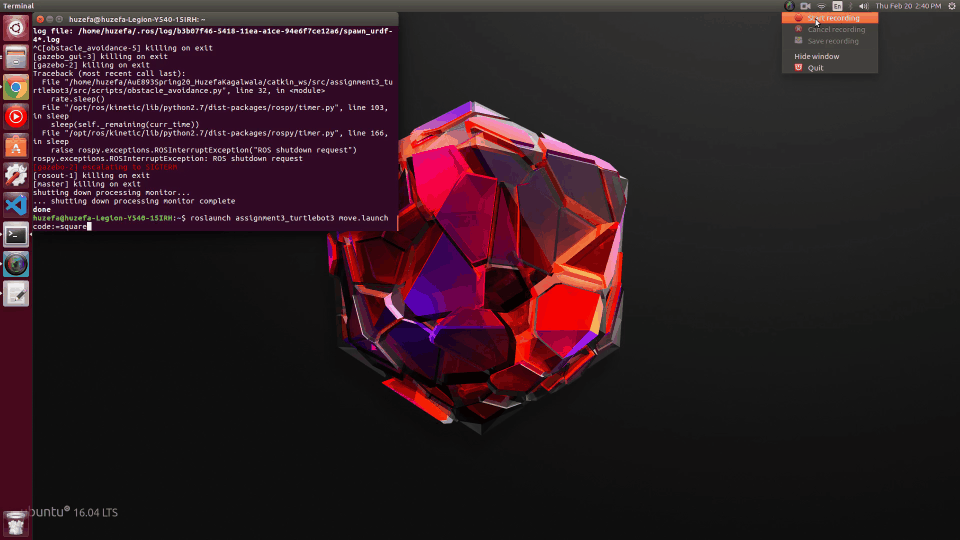 Terminal
En
Thu Feb 20 2:40 PM
huzefa@huzefa-Legion-Y540-15IRH: ~
log file: /home/huzefa/.ros/log/b3b07f46-5418-11ea-a1ce-94e6f7ce12a6/spawn_urdf-
4*.log
^C[obstacle_avoidance-5] killing on exit
[gazebo_gui-3] killing on exit
[gazebo-2] killing on exit
Traceback (most recent call last):
File "/home/huzefa/AuE893Spring20_HuzefaKagalwala/catkin_ws/src/assignment3_tu
rtlebot3/src/scripts/obstacle_avoidance.py", line 32, in <module>
rate.sleep()
File "/opt/ros/kinetic/lib/python2.7/dist-packages/rospy/timer.py", line 103,
in sleep
sleep(self._remaining(curr_time))
File "/opt/ros/kinetic/lib/python2.7/dist-packages/rospy/timer.py", line 166,
in sleep
raise rospy.exceptions.ROSInterruptException("ROS shutdown request")
rospy.exceptions.ROSInterruptException: ROS shutdown request
[gazebo-2] escalating to SIGTERM
[rosout-1] killing on exit
[master] killing on exit
shutting down processing monitor...
... shutting down processing monitor complete
done
huzefa@huzefa-Legion-Y540-15IRH:~$ roslaunch assignment3_turtlebot3 move.launch
code:=square
Start recording
Cancel recording
Save recording
Hide window
Quit
ubuntu® 16.04 LTS